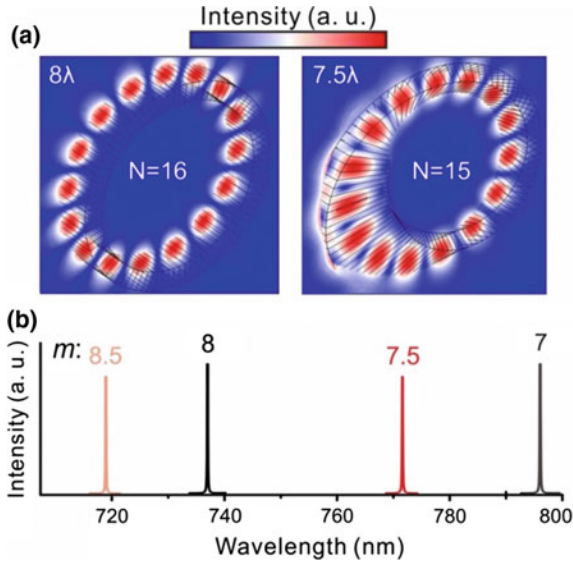 Intensity (a. u.)
(a)
8λ
7.5λ
N=16
N=15
(b)
m:
8.5
8
7.5
7
Intensity (a. u.)
720
740
760
780
800
Wavelength (nm)